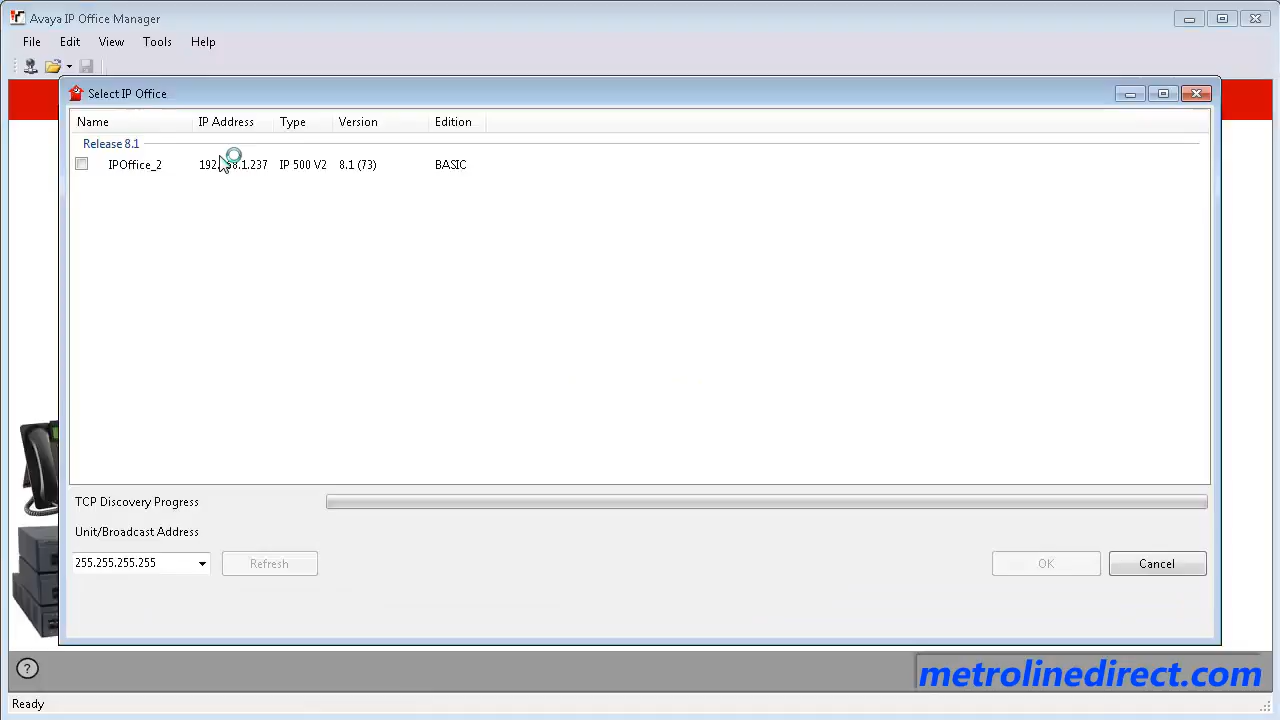 Avaya IP Office Manager
File Edit View Tools Help
Select IP Office
Name IP Address Type Version Edition
Release 8.1
IPOffice_2 IP 500 V2 8.1 (73) BASIC
TCP Discovery Progress
Unit/Broadcast Address
255.255.255.255 Refresh OK Cancel
?
metrolinedirect.com
Ready